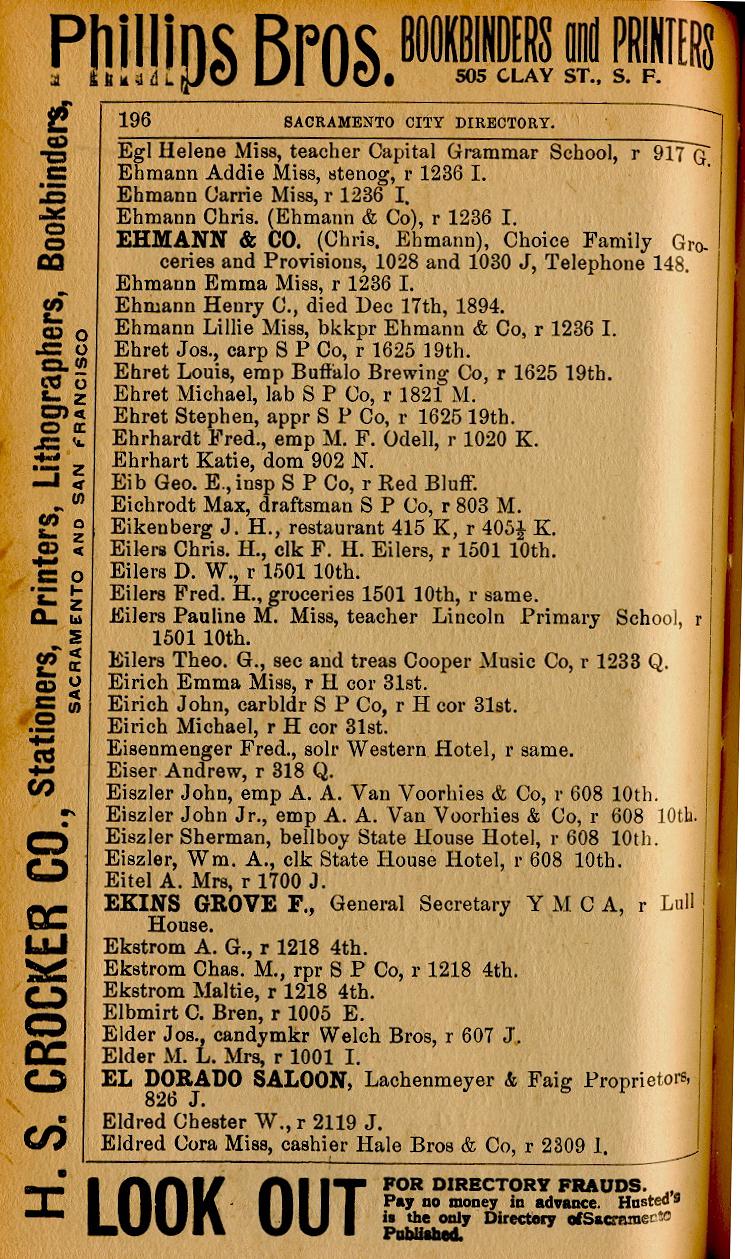 Phillips Bros. BOOKBINDERS and PRINTERS
505 CLAY ST., S. F.
H. S. CROCKER CO., Stationers, Printers, Lithographers, Bookbinders,
SACRAMENTO AND SAN FRANCISCO
196 SACRAMENTO CITY DIRECTORY.
Egl Helene Miss, teacher Capital Grammar School, r 917 G.
Ehmann Addie Miss, stenog, r 1236 I.
Ehmann Carrie Miss, r 1236 I.
Ehmann Chris. (Ehmann & Co), r 1236 I.
EHMANN & CO. (Chris. Ehmann), Choice Family Gro-
ceries and Provisions, 1028 and 1030 J, Telephone 148.
Ehmann Emma Miss, r 1236 I.
Ehmann Henry C., died Dec 17th, 1894.
Ehmann Lillie Miss, bkkpr Ehmann & Co, r 1236 I.
Ehret Jos., carp S P Co, r 1625 19th.
Ehret Louis, emp Buffalo Brewing Co, r 1625 19th.
Ehret Michael, lab S P Co, r 1821 M.
Ehret Stephen, appr S P Co, r 1625 19th.
Ehrhardt Fred., emp M. F. Odell, r 1020 K.
Ehrhart Katie, dom 902 N.
Eib Geo. E., insp S P Co, r Red Bluff.
Eichrodt Max, draftsman S P Co, r 803 M.
Eikenberg J. H., restaurant 415 K, r 405½ K.
Eilers Chris. H., clk F. H. Eilers, r 1501 10th.
Eilers D. W., r 1501 10th.
Eilers Fred. H., groceries 1501 10th, r same.
Eilers Pauline M. Miss, teacher Lincoln Primary School, r
1501 10th.
Eilers Theo. G., sec and treas Cooper Music Co, r 1233 Q.
Eirich Emma Miss, r H cor 31st.
Eirich John, carbldr S P Co, r H cor 31st.
Eirich Michael, r H cor 31st.
Eisenmenger Fred., solr Western Hotel, r same.
Eiser Andrew, r 318 Q.
Eiszler John, emp A. A. Van Voorhies & Co, r 608 10th.
Eiszler John Jr., emp A. A. Van Voorhies & Co, r 608 10th.
Eiszler Sherman, bellboy State House Hotel, r 608 10th.
Eiszler, Wm. A., clk State House Hotel, r 608 10th.
Eitel A. Mrs, r 1700 J.
EKINS GROVE F., General Secretary Y M C A, r Lull
House.
Ekstrom A. G., r 1218 4th.
Ekstrom Chas. M., rpr S P Co, r 1218 4th.
Ekstrom Maltie, r 1218 4th.
Elbmirt C. Bren, r 1005 E.
Elder Jos., candymkr Welch Bros, r 607 J.
Elder M. L. Mrs, r 1001 I.
EL DORADO SALOON, Lachenmeyer & Faig Proprietors,
826 J.
Eldred Chester W., r 2119 J.
Eldred Cora Miss, cashier Hale Bros & Co, r 2309 I.
LOOK OUT FOR DIRECTORY FRAUDS.
Pay no money in advance. Husted's
is the only Directory of Sacramento
Published.